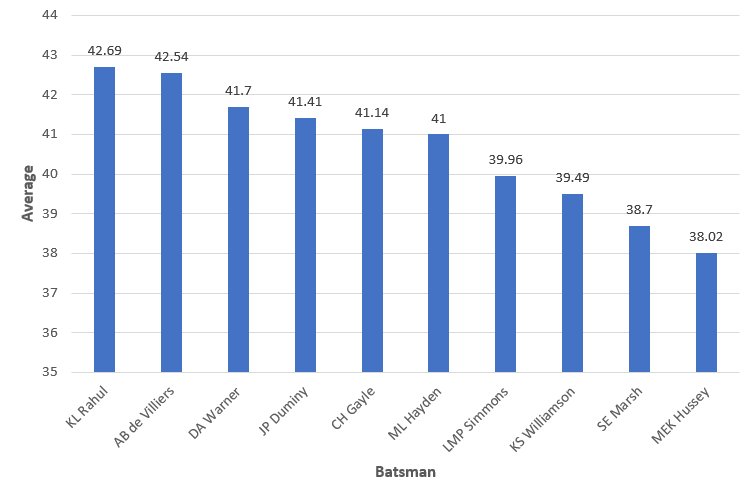 44
43
42
41
40
39
38
37
36
35
Average
42.69
42.54
41.7
41.41
41.14
41
39.96
39.49
38.7
38.02
KL Rahul
AB de Villiers
DA Warner
JP Duminy
CH Gayle
ML Hayden
LMP Simmons
KS Williamson
SE Marsh
MEK Hussey
Batsman